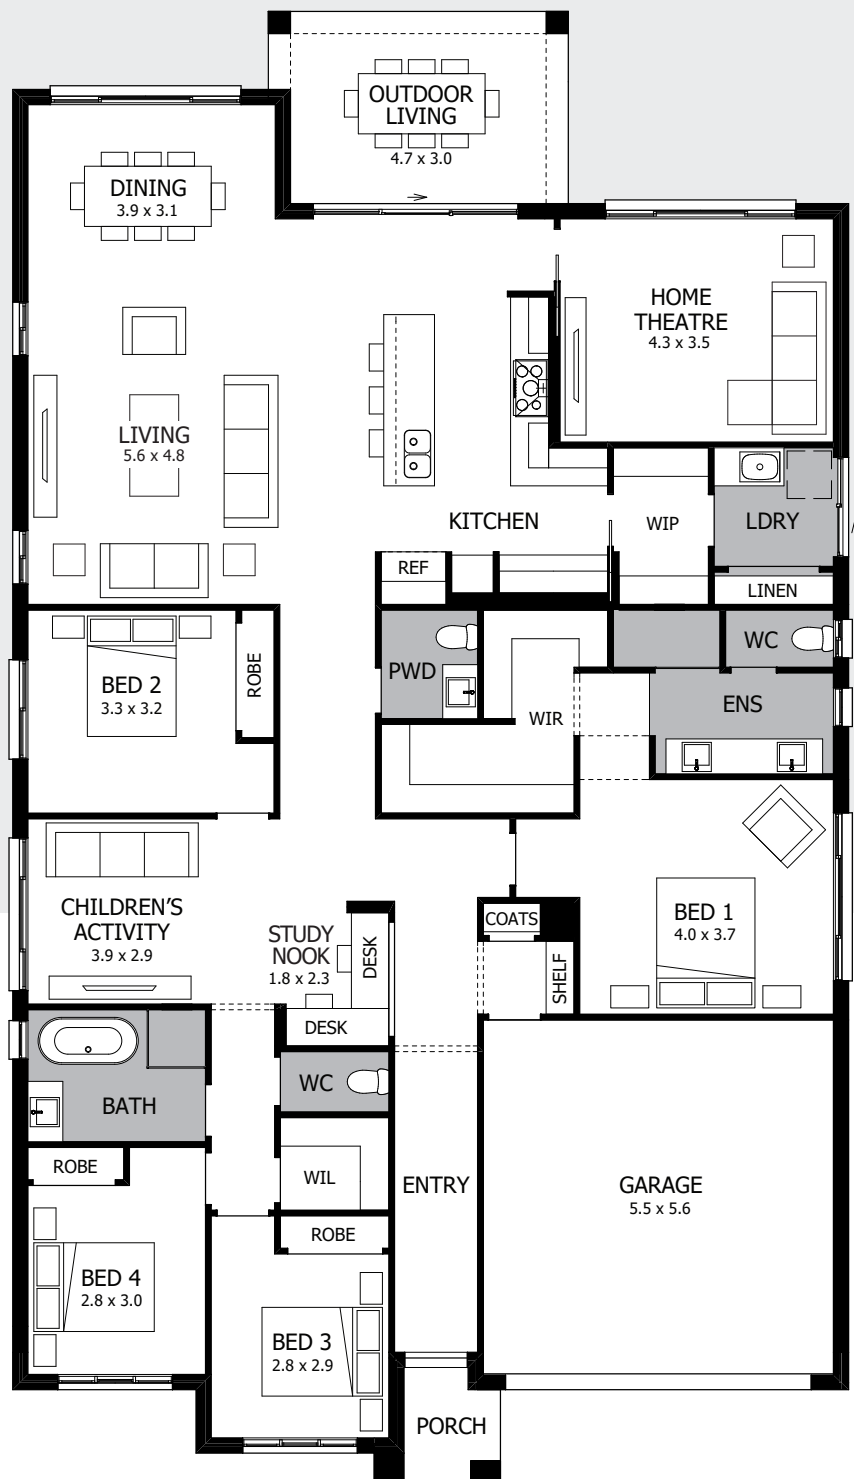 OUTDOOR
LIVING
4.7 x 3.0
DINING
3.9 x 3.1
HOME
THEATRE
4.3 x 3.5
LIVING
5.6 x 4.8
KITCHEN
WIP
LDRY
REF
LINEN
BED 2
3.3 x 3.2
ROBE
PWD
WIR
WC
ENS
CHILDREN'S
ACTIVITY
3.9 x 2.9
STUDY
NOOK
1.8 x 2.3
DESK
DESK
COATS
SHELF
BED 1
4.0 x 3.7
BATH
WC
WIL
ENTRY
GARAGE
5.5 x 5.6
ROBE
ROBE
BED 4
2.8 x 3.0
BED 3
2.8 x 2.9
PORCH